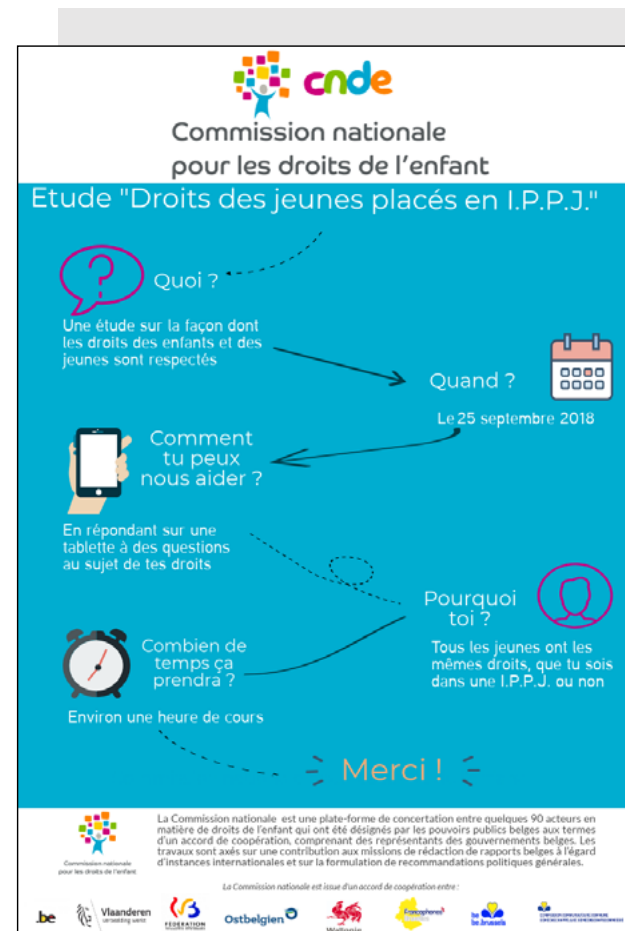 cnde
Commission nationale
pour les droits de l'enfant
Etude "Droits des jeunes placés en I.P.P.J."
Quoi ?
Une étude sur la façon dont
les droits des enfants et des
jeunes sont respectés
Quand ?
Le 25 septembre 2018
Comment
tu peux
nous aider ?
En répondant sur une
tablette à des questions
au sujet de tes droits
Pourquoi
toi ?
Tous les jeunes ont les
mêmes droits, que tu sois
dans une I.P.P.J. ou non
Combien de
temps ça
prendra ?
Environ une heure de cours
Merci !
La Commission nationale est une plate-forme de concertation entre quelques 90 acteurs en
matière de droits de l'enfant qui ont été désignés par les pouvoirs publics belges aux termes
d'un accord de coopération, comprenant des représentants des gouvernements belges. Les
travaux sont axés sur une contribution aux missions de rédaction de rapports belges à l'égard
d'instances internationales et sur la formulation de recommandations politiques générales.
Commission nationale
pour les droits de l'enfant
La Commission nationale est issue d'un accord de coopération entre :
.be
Vlaanderen
verbeelding werkt
FÉDÉRATION
Ostbelgien
Wallonie
Francophones
be brussels